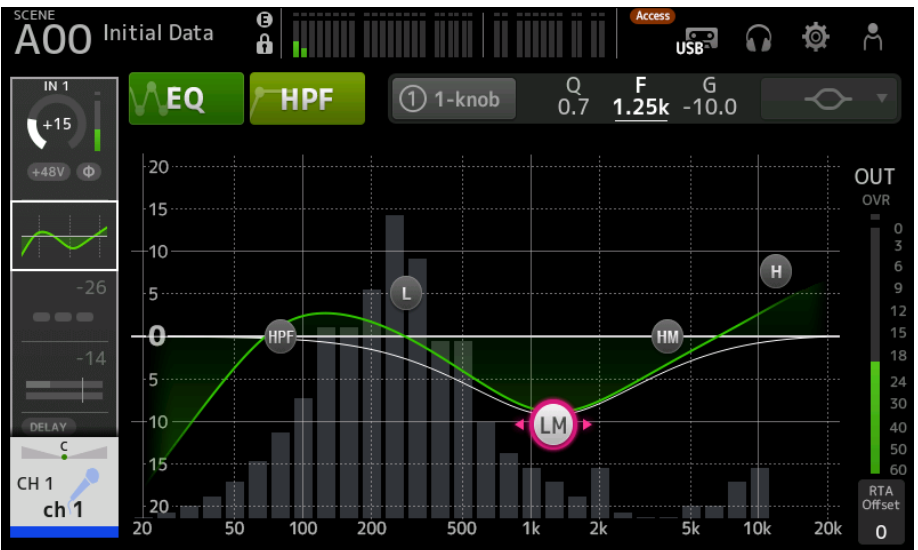 SCENE
A00 Initial Data
E
Access
USB
IN 1
+15
+48V Φ
-26
-14
DELAY
C
CH 1
ch 1
EQ
HPF
1 1-knob
Q F G
0.7 1.25k -10.0
20
15
10
5
0
5
10
15
20
HPF
L
LM
HM
H
20 50 100 200 500 1k 2k 5k 10k 20k
OUT
OVR
0
3
6
9
12
15
18
24
30
40
50
60
RTA
Offset
0